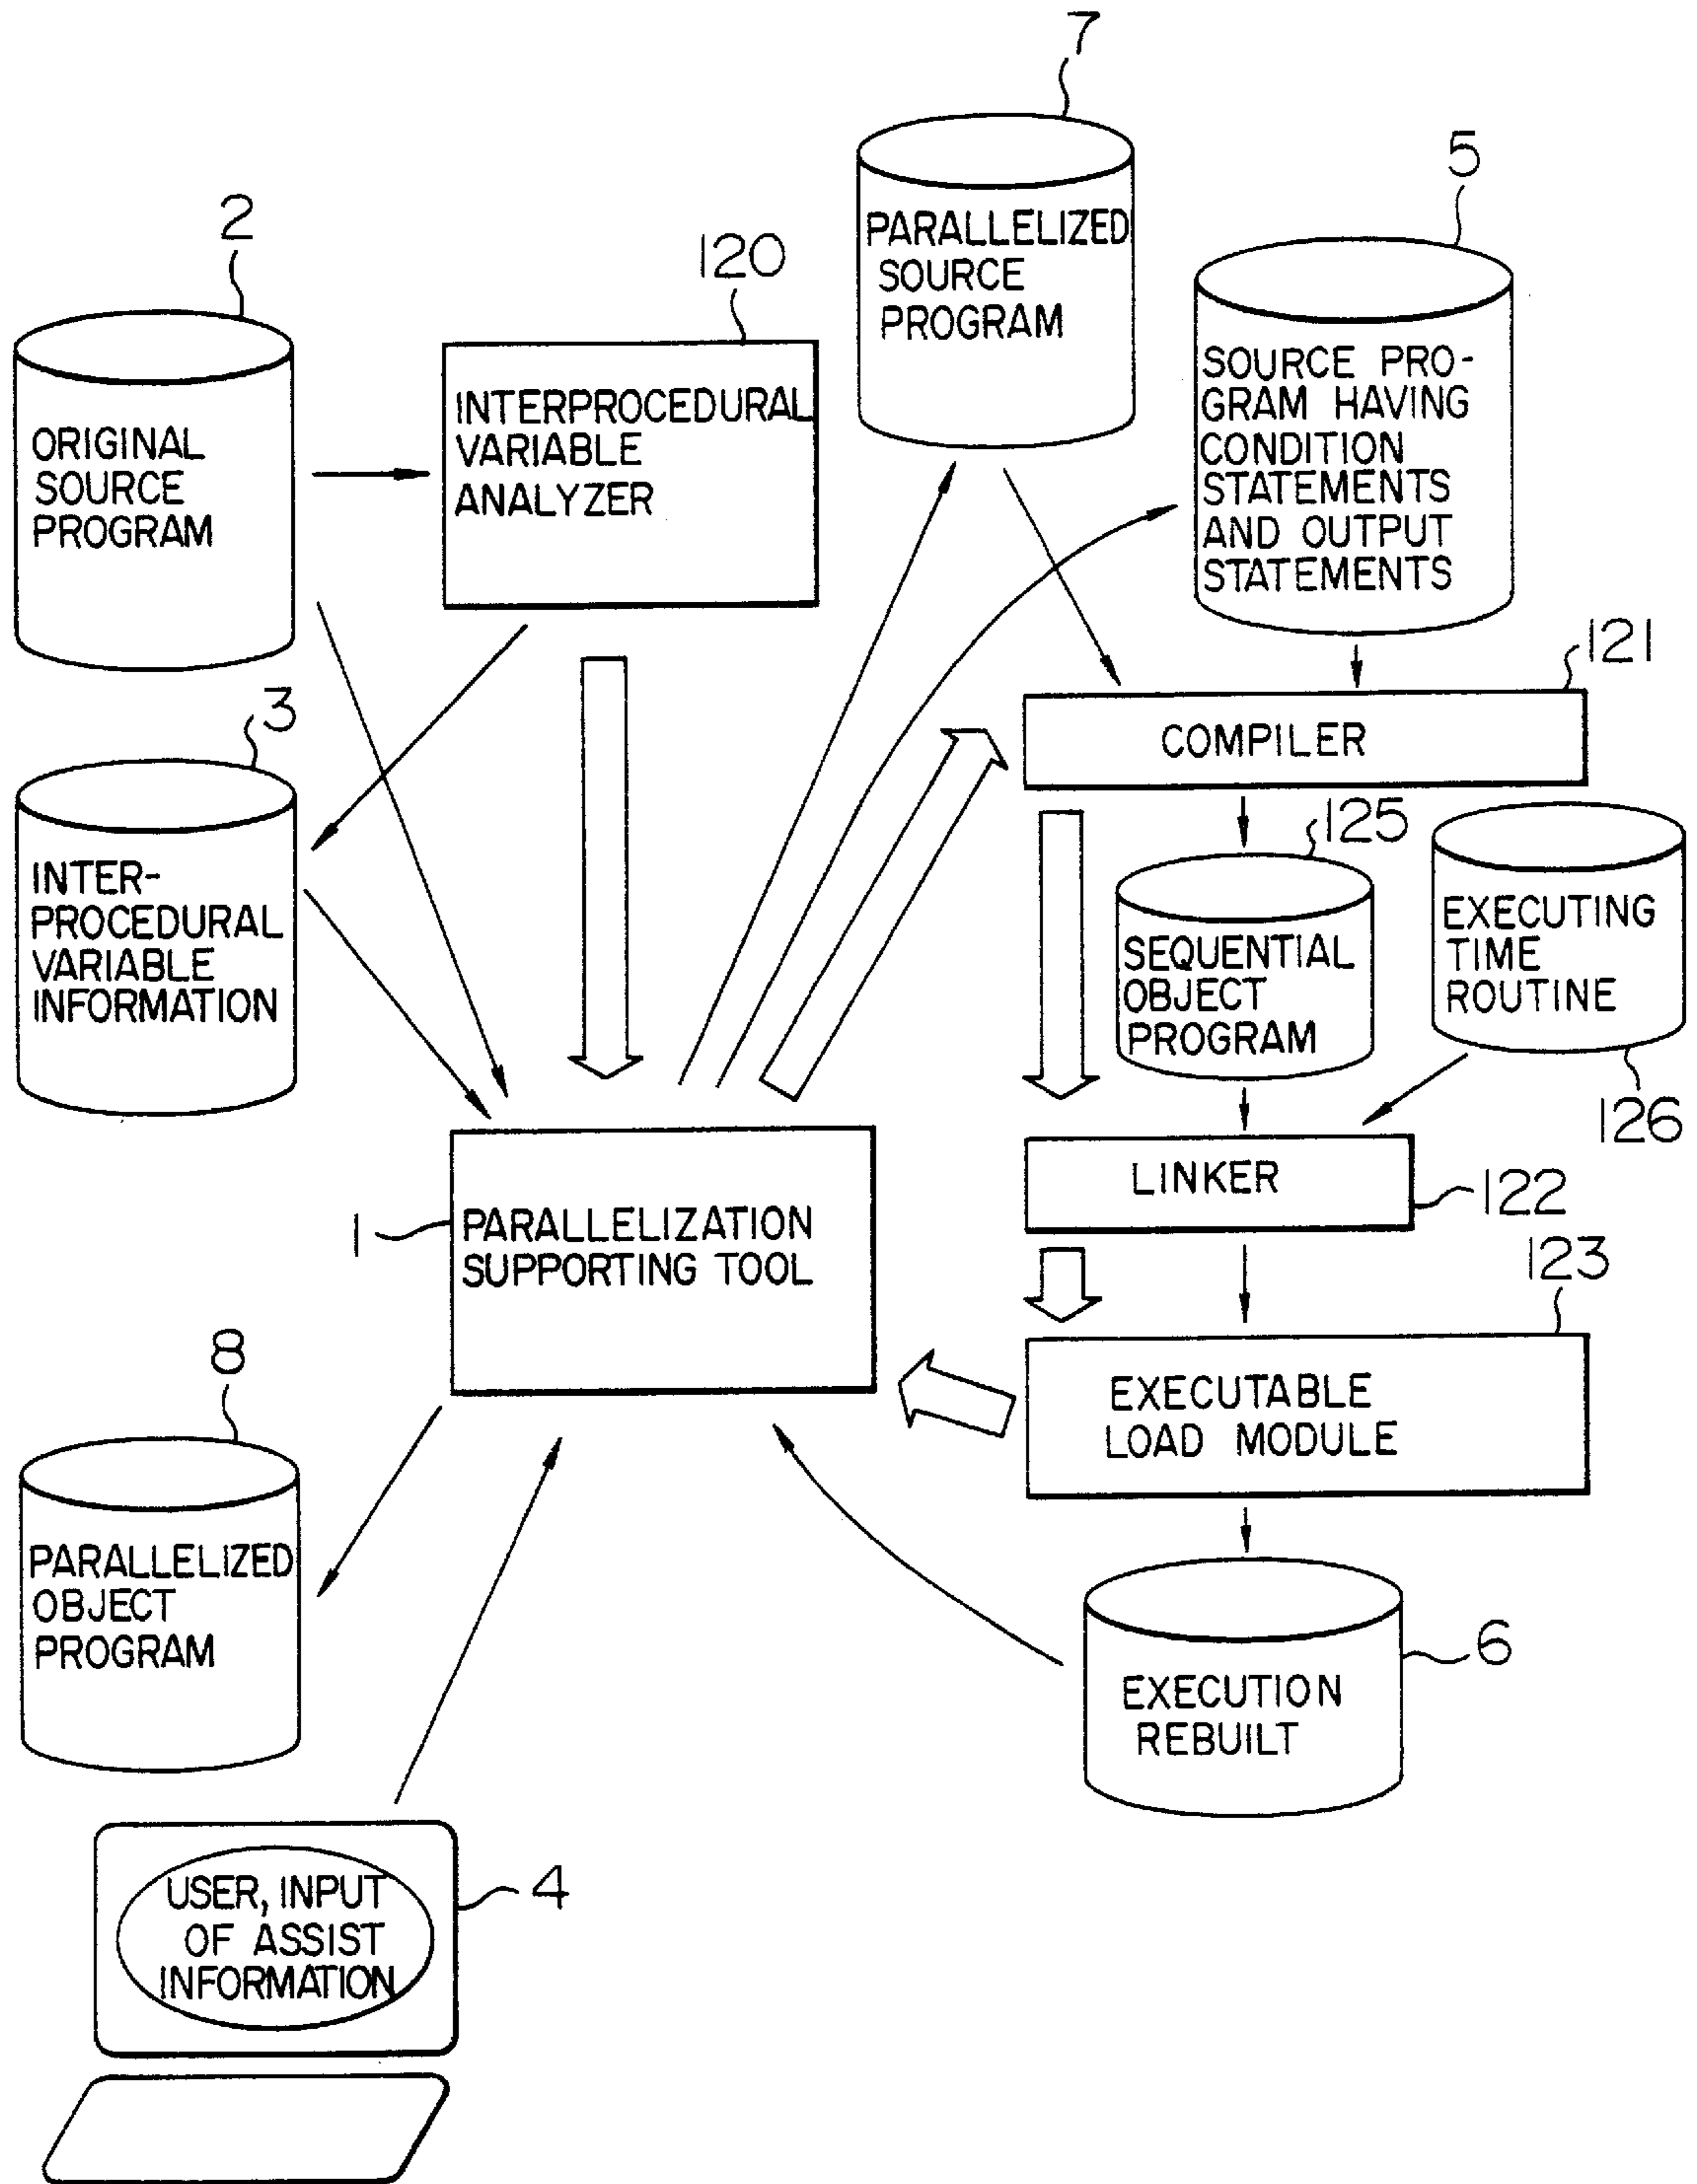 7
5
2
120
PARALLELIZED
SOURCE
PROGRAM
ORIGINAL
SOURCE
PROGRAM
INTERPROCEDURAL
VARIABLE
ANALYZER
SOURCE PRO-
GRAM HAVING
CONDITION
STATEMENTS
AND OUTPUT
STATEMENTS
121
3
COMPILER
125
INTER-
PROCEDURAL
VARIABLE
INFORMATION
SEQUENTIAL
OBJECT
PROGRAM
EXECUTING
TIME
ROUTINE
126
LINKER
122
1
PARALLELIZATION
SUPPORTING TOOL
123
8
EXECUTABLE
LOAD MODULE
PARALLELIZED
OBJECT
PROGRAM
6
EXECUTION
REBUILT
USER, INPUT
OF ASSIST
INFORMATION
4